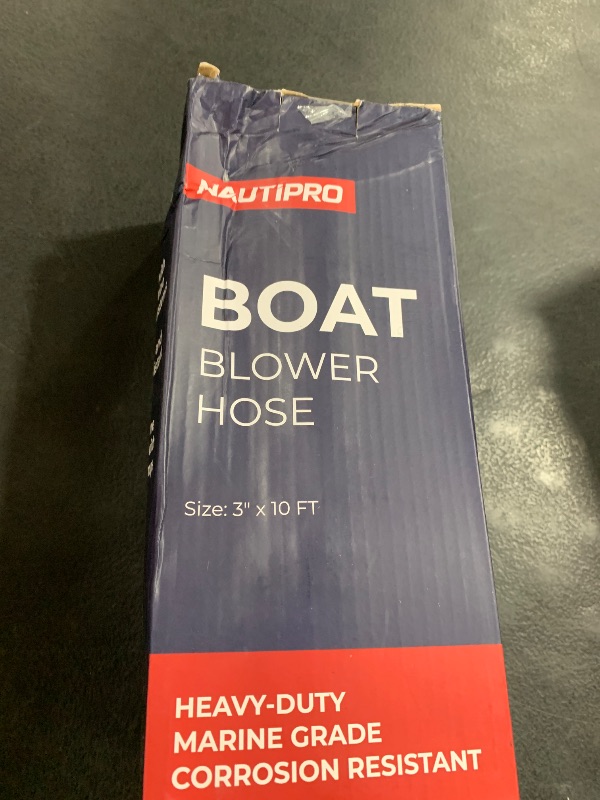 NAUTIPRO
BOAT
BLOWER
HOSE
Size: 3" x 10 FT
HEAVY-DUTY
MARINE GRADE
CORROSION RESISTANT